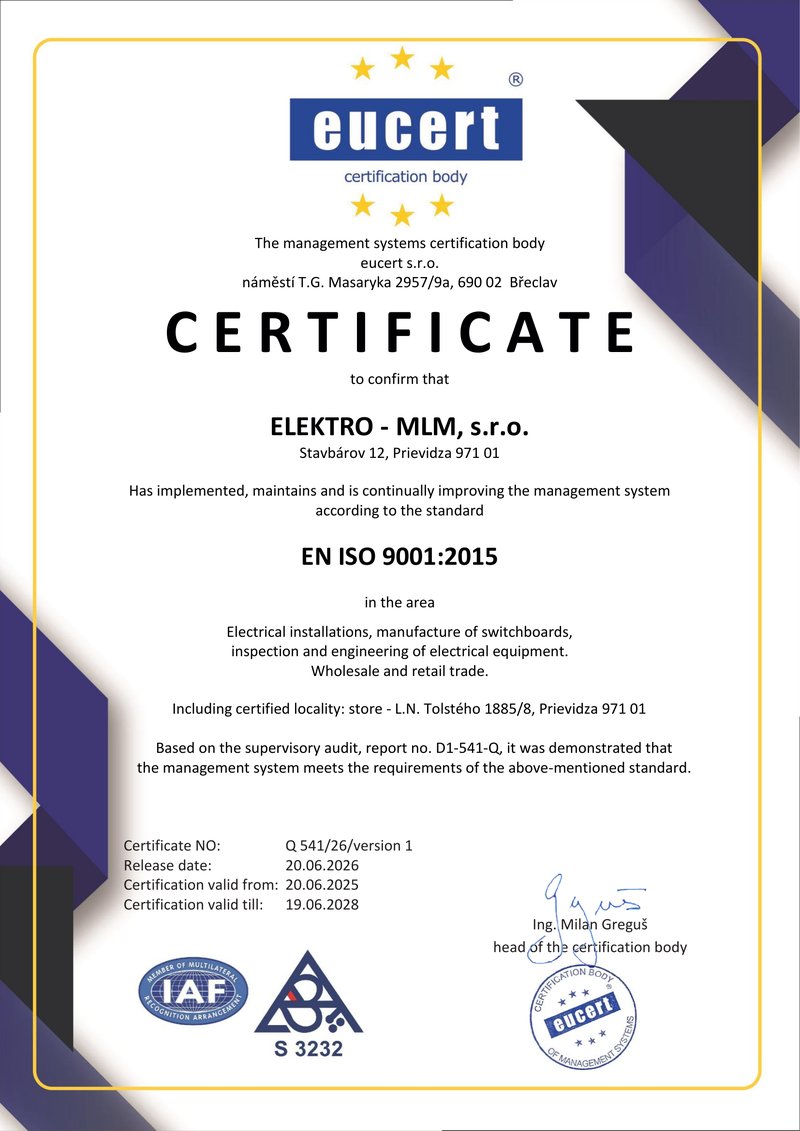 ®
eucert
certification body
The management systems certification body
eucert s.r.o.
náměstí T.G. Masaryka 2957/9a, 690 02 Břeclav
CERTIFICATE
to confirm that
ELEKTRO - MLM, s.r.o.
Stavbárov 12, Prievidza 971 01
Has implemented, maintains and is continually improving the management system
according to the standard
EN ISO 9001:2015
in the area
Electrical installations, manufacture of switchboards,
inspection and engineering of electrical equipment.
Wholesale and retail trade.
Including certified locality: store - L.N. Tolstého 1885/8, Prievidza 971 01
Based on the supervisory audit, report no. D1-541-Q, it was demonstrated that
the management system meets the requirements of the above-mentioned standard.
Certificate NO: Q 541/26/version 1
Release date: 20.06.2026
Certification valid from: 20.06.2025
Certification valid till: 19.06.2028
Ing. Milan Greguš
head of the certification body
MEMBER OF MULTILATERAL
IAF
RECOGNITION ARRANGEMENT
S 3232
CERTIFICATION BODY
®
eucert
OF MANAGEMENT SYSTEMS